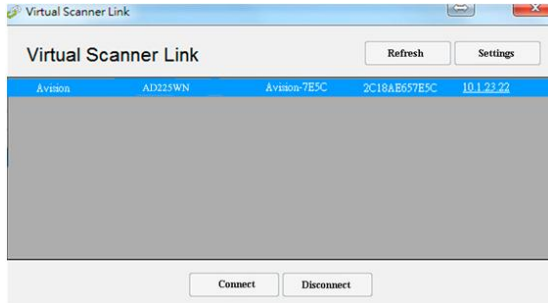 Virtual Scanner Link
Virtual Scanner Link Refresh Settings
Avision AD225WN Avision-7E5C 2C18AE657E5C 10.1.23.22
Connect Disconnect